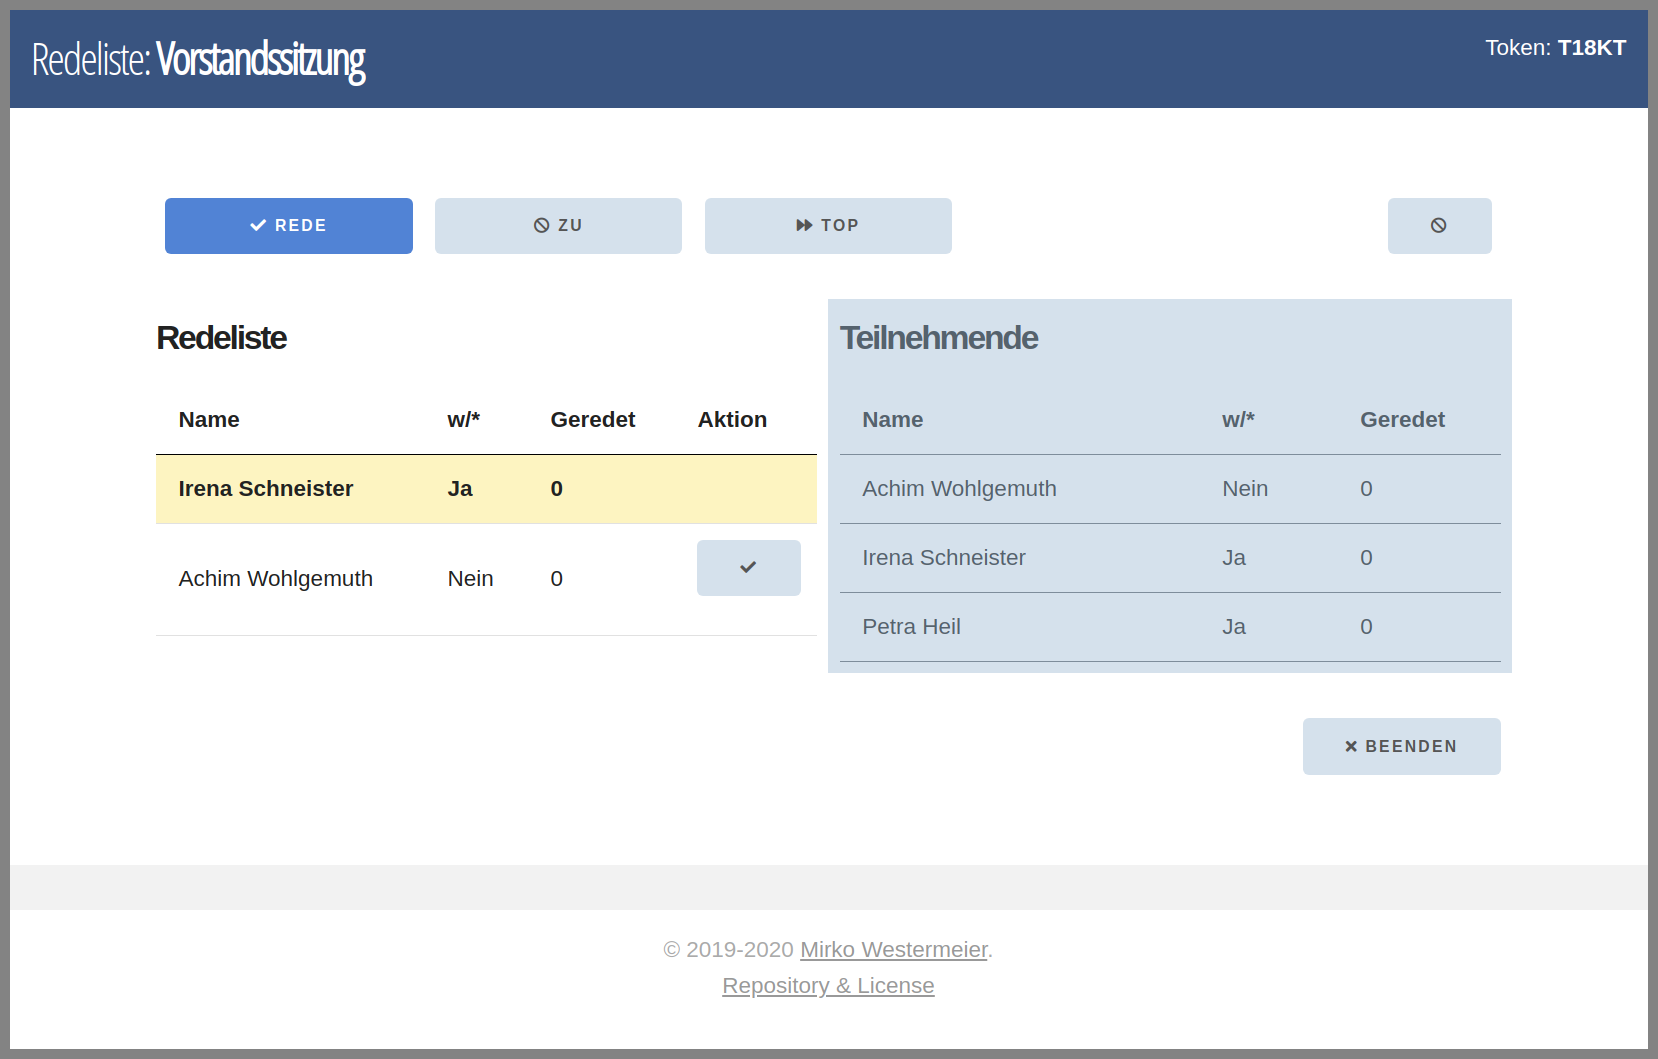 Redeliste: Vorstandssitzung
Token: T18KT
REDE
ZU
TOP
Redeliste
Name w/* Geredet Aktion
Irena Schneister Ja 0
Achim Wohlgemuth Nein 0
Teilnehmende
Name w/* Geredet
Achim Wohlgemuth Nein 0
Irena Schneister Ja 0
Petra Heil Ja 0
BEENDEN
© 2019-2020 Mirko Westermeier.
Repository & License